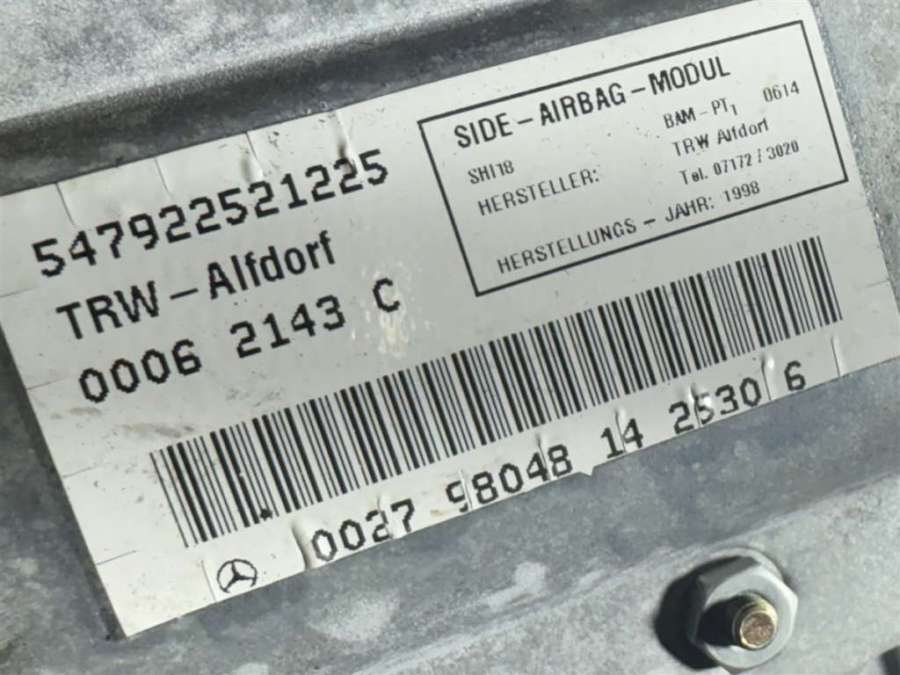 547922521225
TRW-Alfdorf
0006 2143 C
SIDE-AIRBAG-MODUL
SHI18 BAM-PT1 0614
HERSTELLER: TRW Alfdorf
Tel. 07172/3020
HERSTELLUNGS-JAHR: 1998
0027 98048 14 2530 6